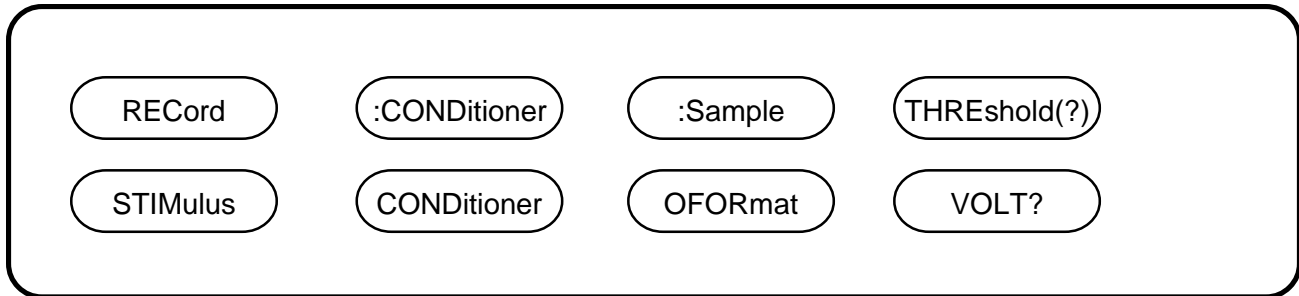 RECord :CONDitioner :Sample THREshold(?)
STIMulus CONDitioner OFORmat VOLT?